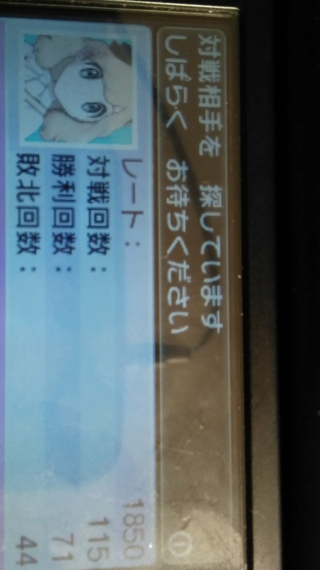 対戦相手を 探しています
しばらく お待ちください
レート： 1850
対戦回数： 115
勝利回数： 71
敗北回数： 44